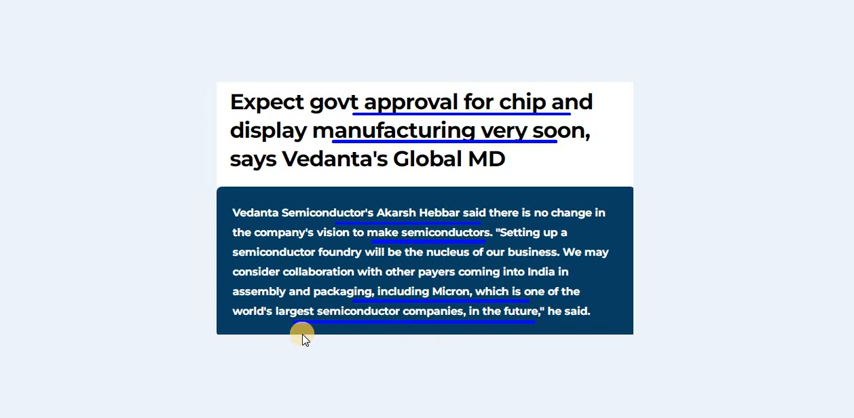 Expect govt approval for chip and
display manufacturing very soon,
says Vedanta's Global MD
Vedanta Semiconductor's Akarsh Hebbar said there is no change in
the company's vision to make semiconductors. "Setting up a
semiconductor foundry will be the nucleus of our business. We may
consider collaboration with other payers coming into India in
assembly and packaging, including Micron, which is one of the
world's largest semiconductor companies, in the future," he said.